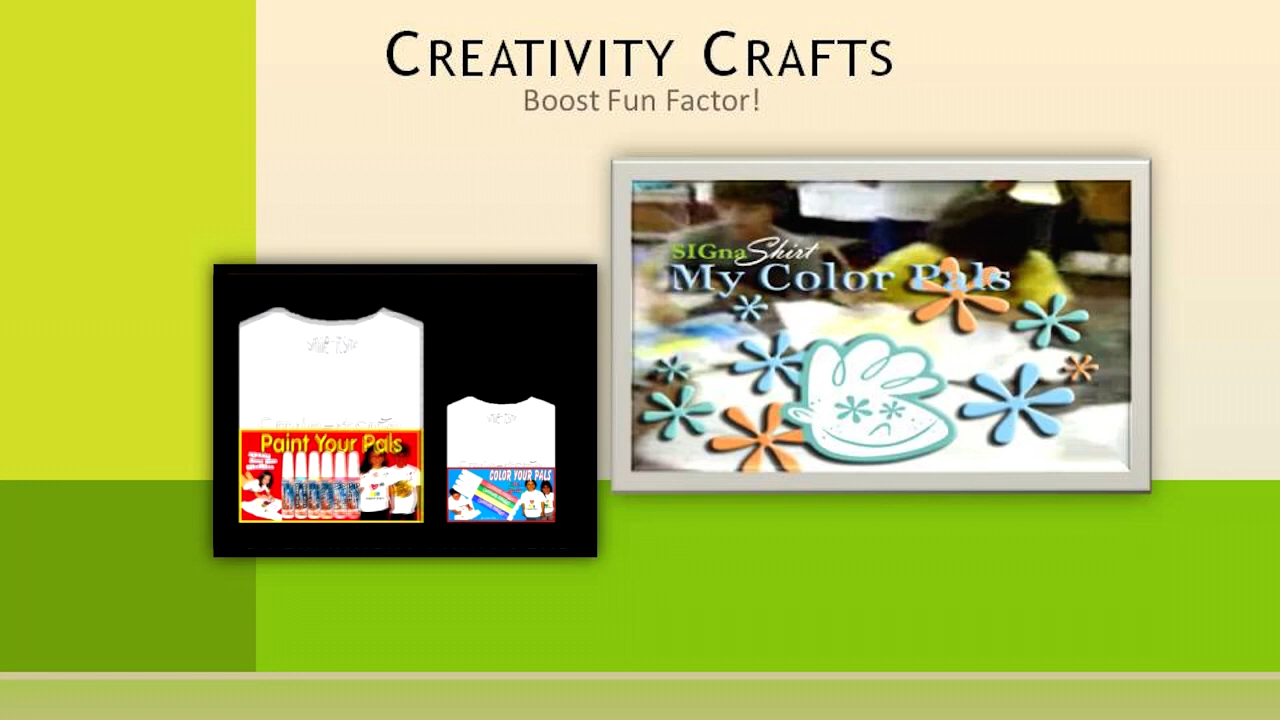 CREATIVITY CRAFTS
Boost Fun Factor!
SIGnaShirt
My Color Pals
Paint Your Pals
COLOR YOUR PALS